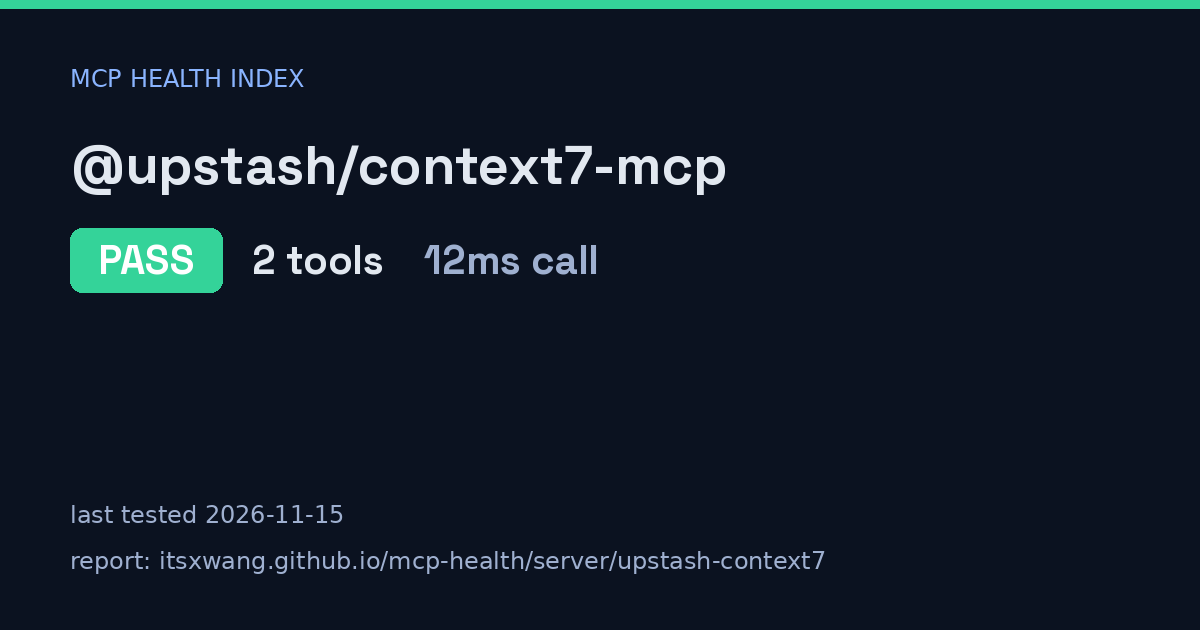 MCP HEALTH INDEX
@upstash/context7-mcp
PASS 2 tools 12ms call
last tested 2026-11-15
report: itsxwang.github.io/mcp-health/server/upstash-context7